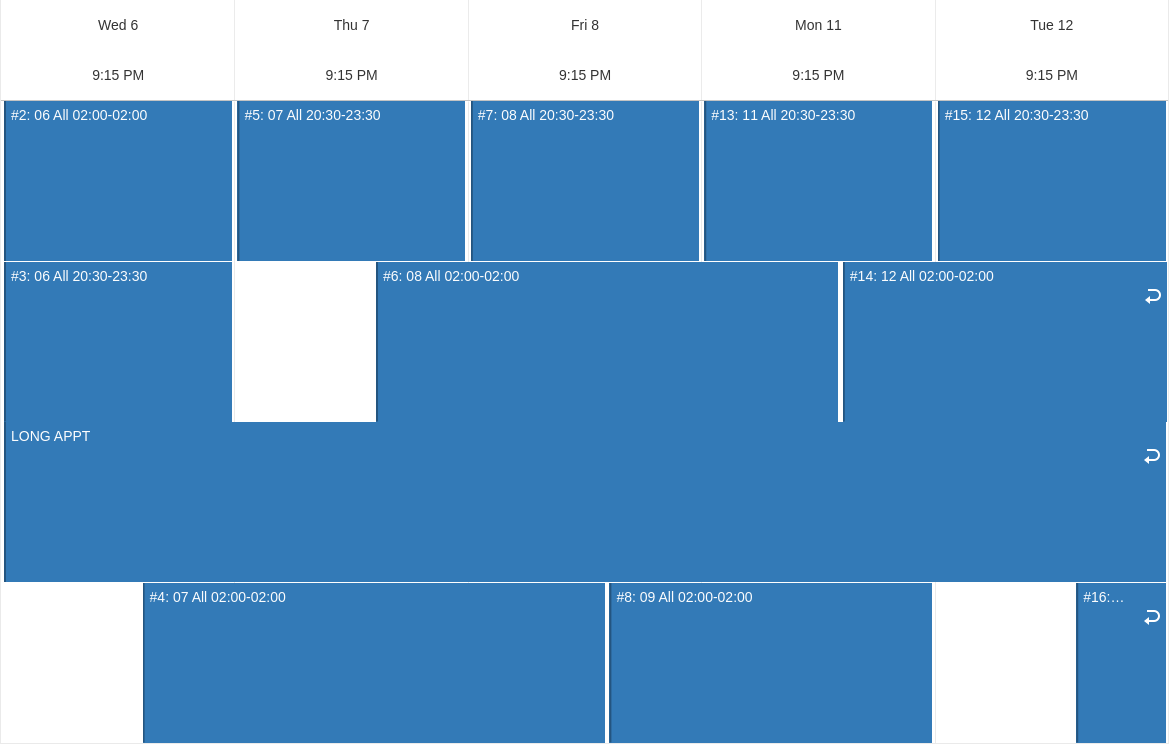 Wed 6
Thu 7
Fri 8
Mon 11
Tue 12
9:15 PM
9:15 PM
9:15 PM
9:15 PM
9:15 PM
#2: 06 All 02:00-02:00
#5: 07 All 20:30-23:30
#7: 08 All 20:30-23:30
#13: 11 All 20:30-23:30
#15: 12 All 20:30-23:30
#3: 06 All 20:30-23:30
#6: 08 All 02:00-02:00
#14: 12 All 02:00-02:00
LONG APPT
#4: 07 All 02:00-02:00
#8: 09 All 02:00-02:00
#16:…